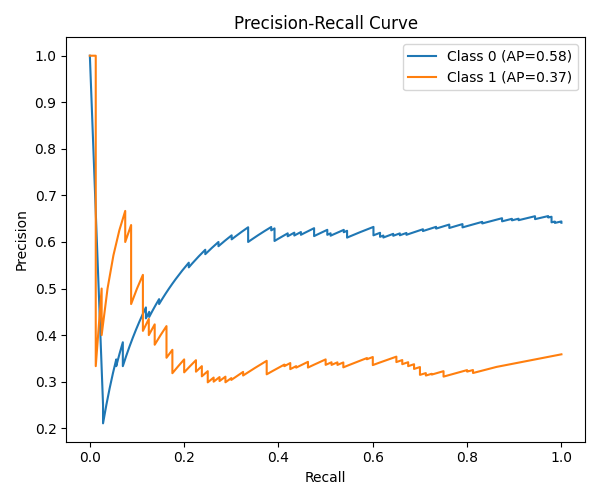 Precision-Recall Curve
Class 0 (AP=0.58)
Class 1 (AP=0.37)
Precision
1.0
0.9
0.8
0.7
0.6
0.5
0.4
0.3
0.2
0.0 0.2 0.4 0.6 0.8 1.0
Recall